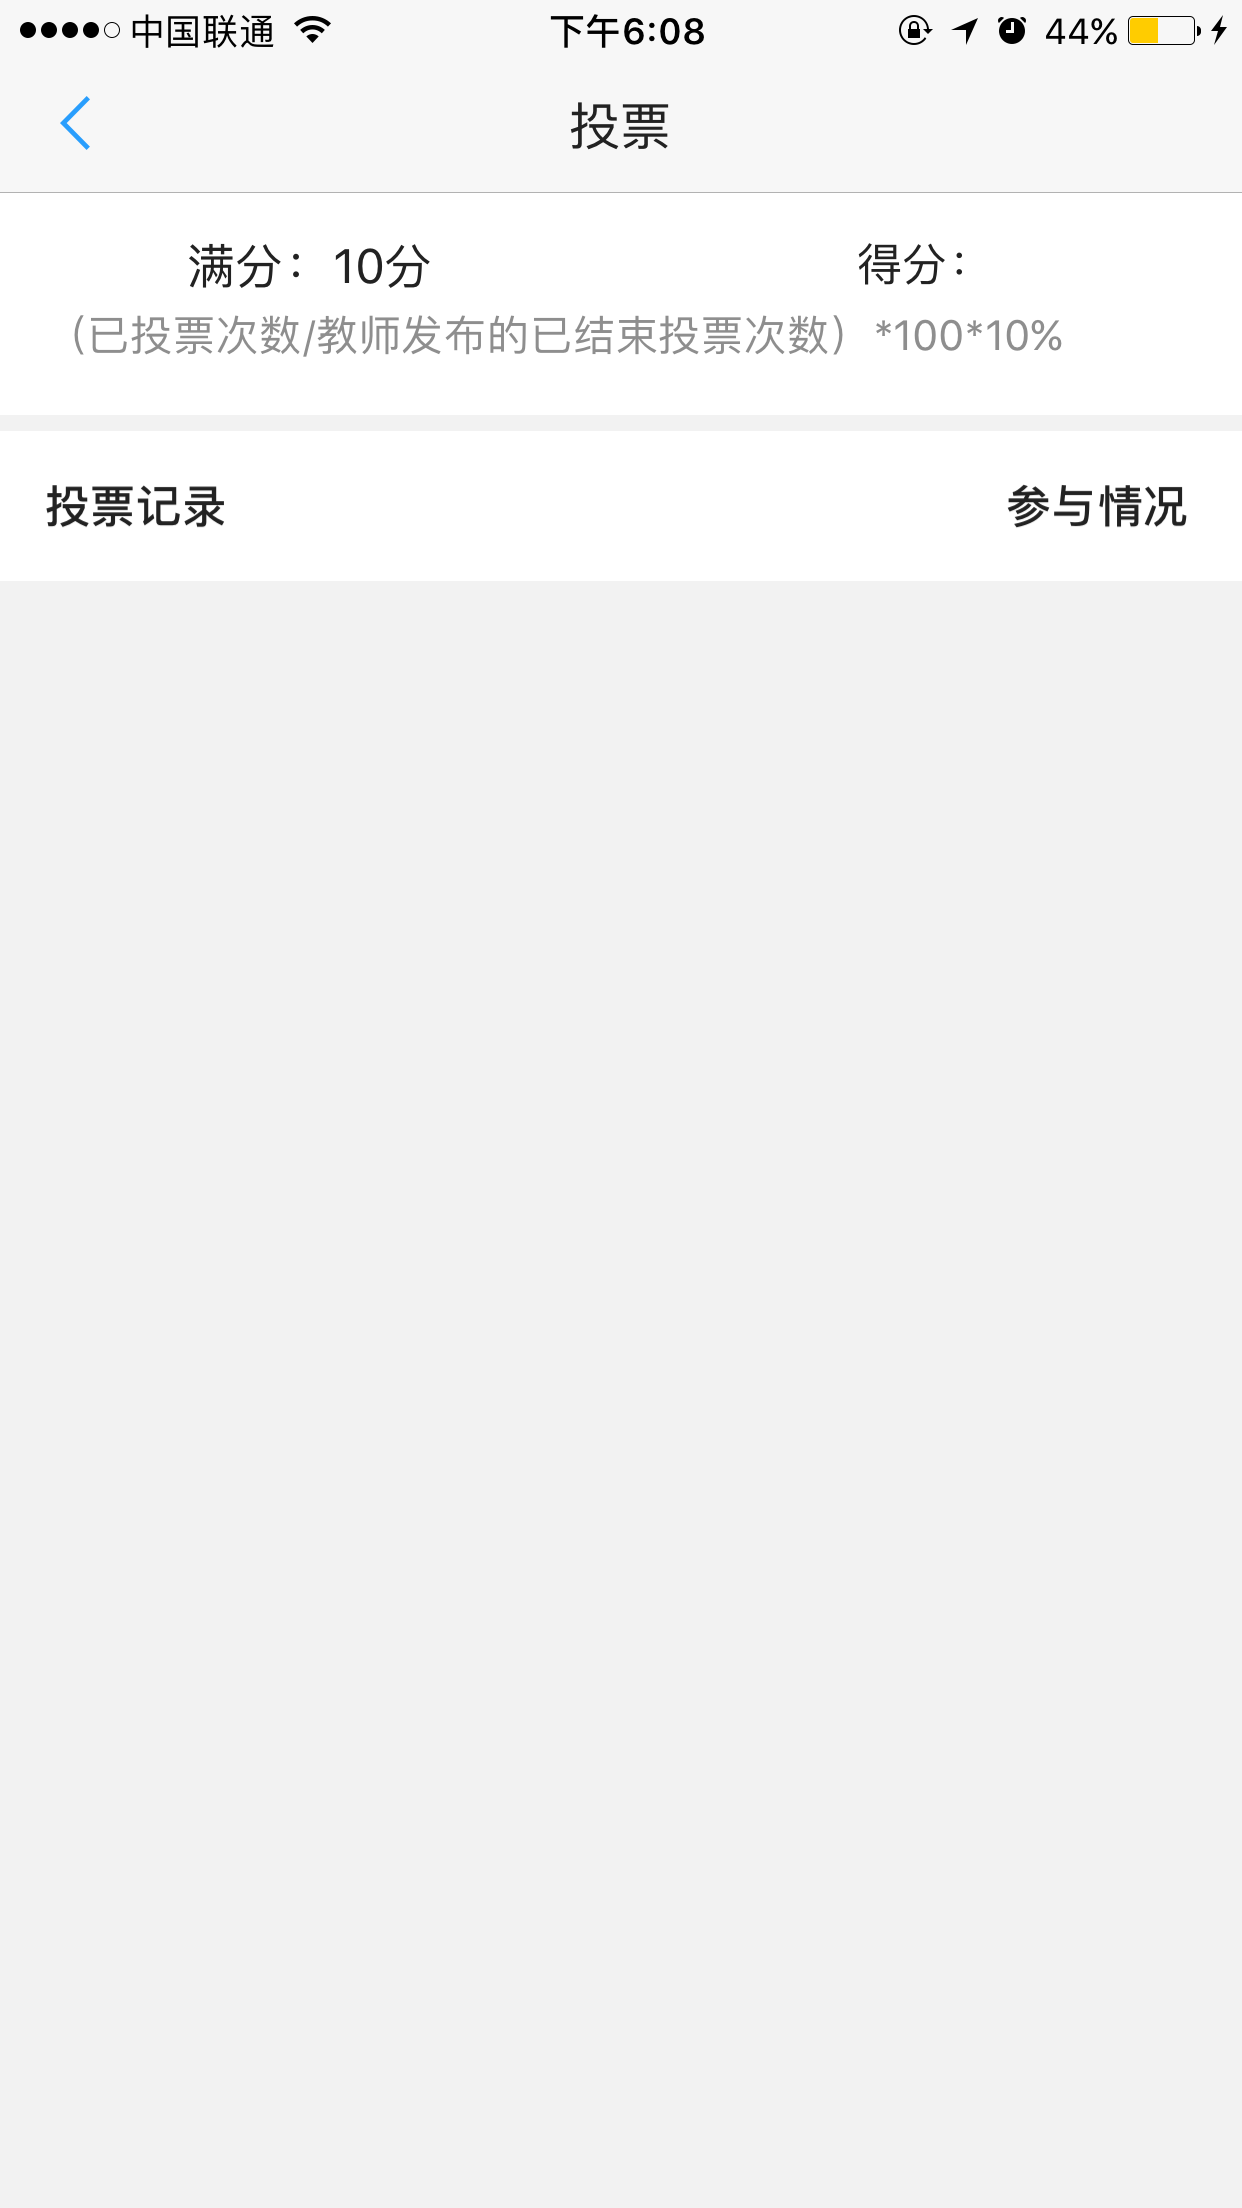 中国联通 下午6:08 44%
投票
满分：10分 得分：
（已投票次数/教师发布的已结束投票次数）*100*10%
投票记录 参与情况